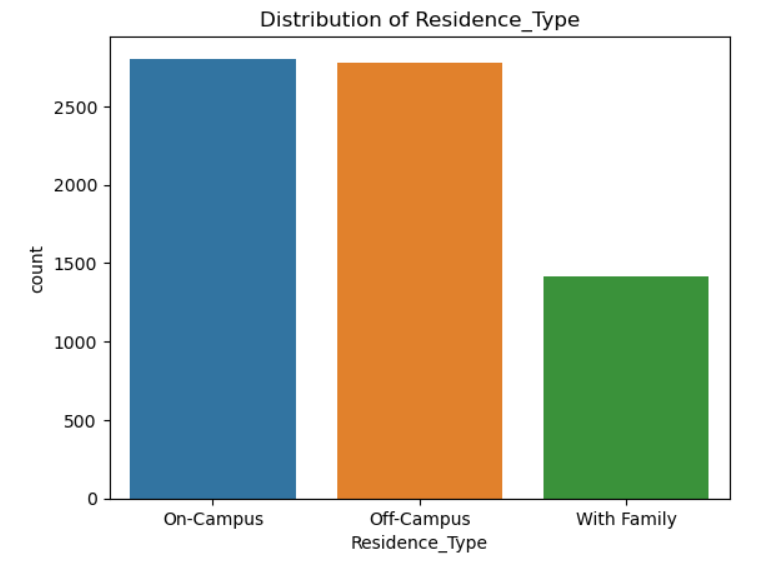 Distribution of Residence_Type
2500
2000
1500
1000
500
0
count
On-Campus
Off-Campus
With Family
Residence_Type